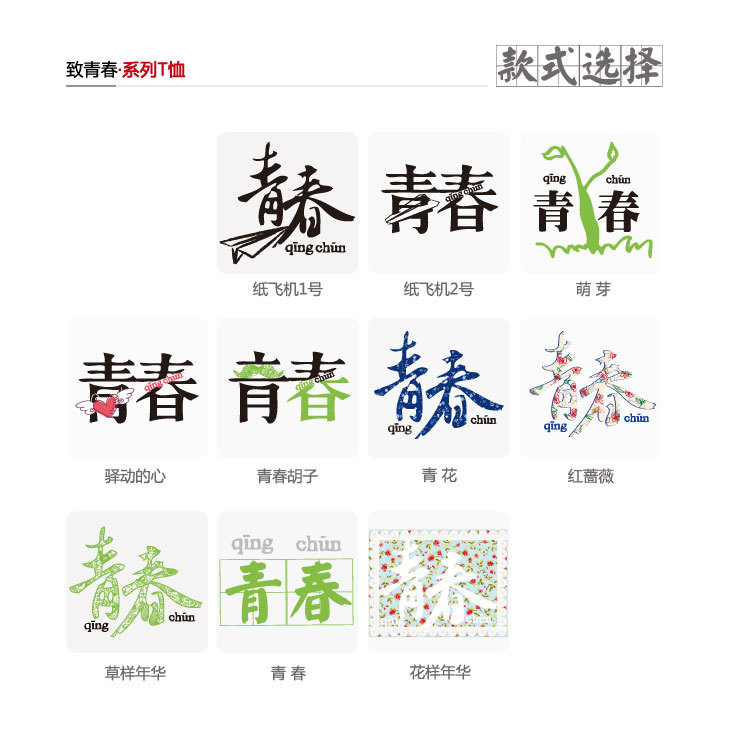 致青春·系列T恤
款式选择
青春
qīng chūn
纸飞机1号
青春
qīng chūn
纸飞机2号
qīng chūn
青春
萌 芽
青春
qīng chūn
驿动的心
青春
qīng chūn
青春胡子
青春
qīng chūn
青 花
青春
qīng chūn
红蔷薇
青春
qīng chūn
草样年华
qīng chūn
青春
青 春
青春
花样年华